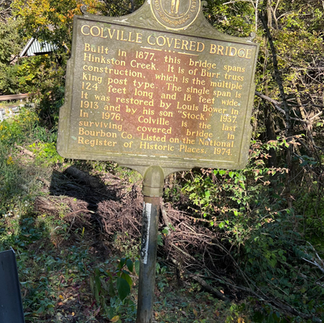 COLVILLE COVERED BRIDGE
Built in 1877, this bridge spans
Hinkston Creek. It is of Burr truss
construction, which is the multiple
King post type. The single span is
124 feet long and 18 feet wide.
It was restored by Louis Bower in
1913 and by his son "Stock" 1937.
In 1976, Colville is the last
surviving covered bridge in
Bourbon Co. Listed on the National
Register of Historic Places, 1974.